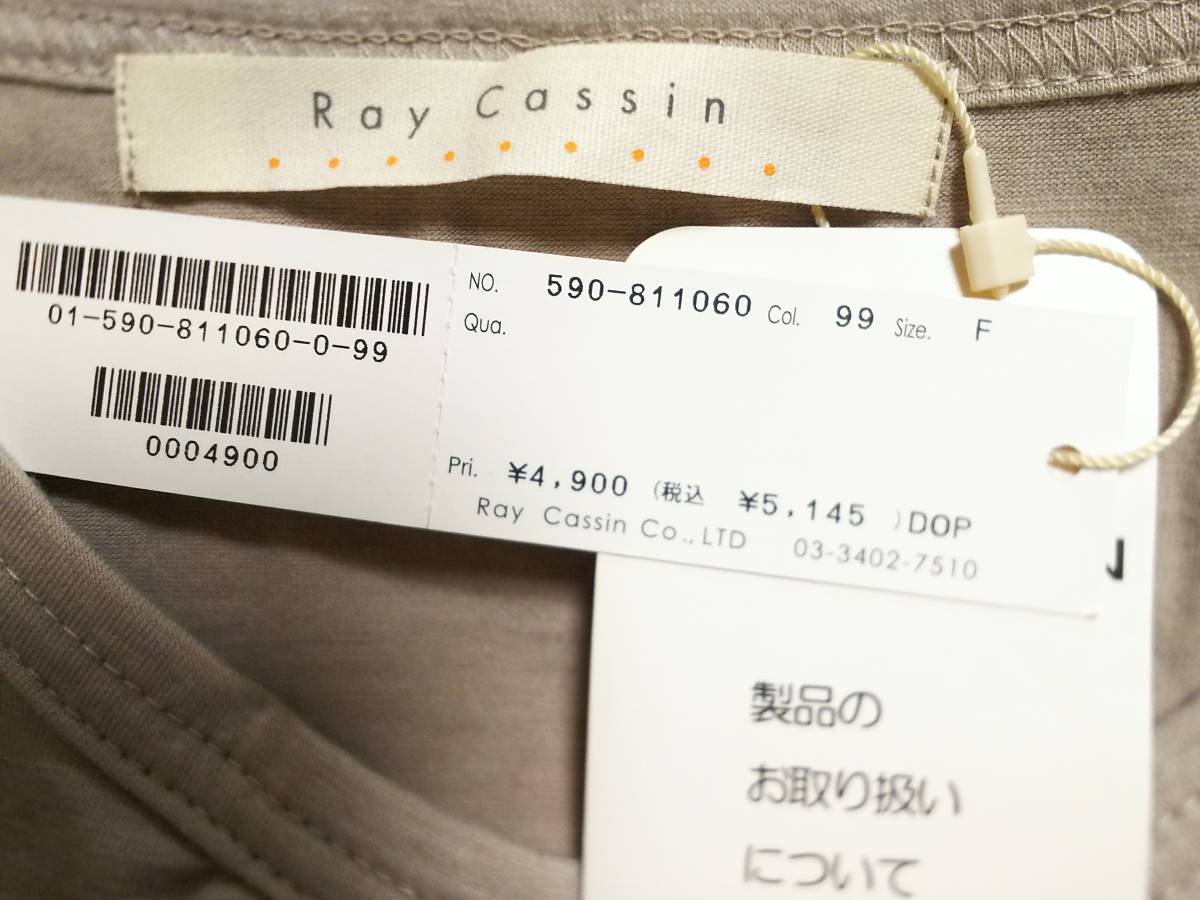 Ray Cassin
01-590-811060-0-99
0004900
NO. 590-811060 Col. 99 Size. F
Qua.
Pri. ¥4,900 (税込 ¥5,145 )DOP
Ray Cassin Co.,LTD 03-3402-7510
製品の
お取り扱い
について